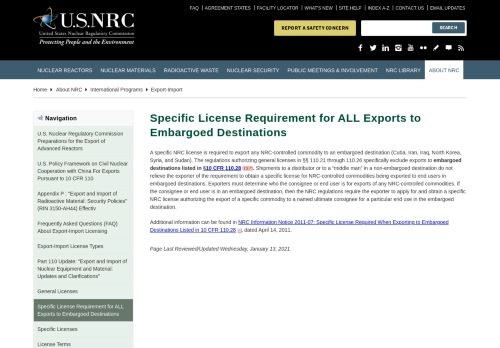 FAQ | AGREEMENT STATES | FACILITY LOCATOR | WHAT'S NEW | SITE HELP | INDEX A-Z | CONTACT US | EMAIL UPDATES
U.S.NRC
United States Nuclear Regulatory Commission
Protecting People and the Environment
REPORT A SAFETY CONCERN
SEARCH
NUCLEAR REACTORS
NUCLEAR MATERIALS
RADIOACTIVE WASTE
NUCLEAR SECURITY
PUBLIC MEETINGS & INVOLVEMENT
NRC LIBRARY
ABOUT NRC
Home
About NRC
International Programs
Export-Import
Navigation
U.S. Nuclear Regulatory Commission
Preparations for the Export of
Advanced Reactors
U.S. Policy Framework on Civil Nuclear
Cooperation with China For Exports
Pursuant to 10 CFR 110
Appendix P : "Export and Import of
Radioactive Material: Security Policies"
(RIN 3150-AH44) Effective
Frequently Asked Questions (FAQ)
About Export-Import Licensing
Export-Import License Types
Part 110 Update: "Export and Import of
Nuclear Equipment and Material:
Updates and Clarifications"
General Licenses
Specific License Requirement for ALL
Exports to Embargoed Destinations
Specific Licenses
License Terms
Specific License Requirement for ALL Exports to
Embargoed Destinations
A specific NRC license is required to export any NRC-controlled commodity to an embargoed destination (Cuba, Iran, Iraq, North Korea,
Syria, and Sudan). The regulations authorizing general licenses in §§ 110.21 through 110.26 specifically exclude exports to embargoed
destinations listed in §10 CFR 110.28. Shipments to a distributor or to a "middle man" in a non-embargoed destination do not
relieve the exporter of the requirement to obtain a specific license for NRC-controlled commodities being exported to end users in
embargoed destinations. Exporters must determine who the consignee or end user is for exports of any NRC-controlled commodities. If
the consignee or end user is in an embargoed destination, then the NRC regulations require the exporter to apply for and obtain a specific
NRC license authorizing the export of a specific commodity to a named ultimate consignee for a particular end use in the embargoed
destination.
Additional information can be found in NRC Information Notice 2011-07: Specific License Required When Exporting to Embargoed
Destinations Listed in 10 CFR 110.28, dated April 14, 2011.
Page Last Reviewed/Updated Wednesday, January 13, 2021